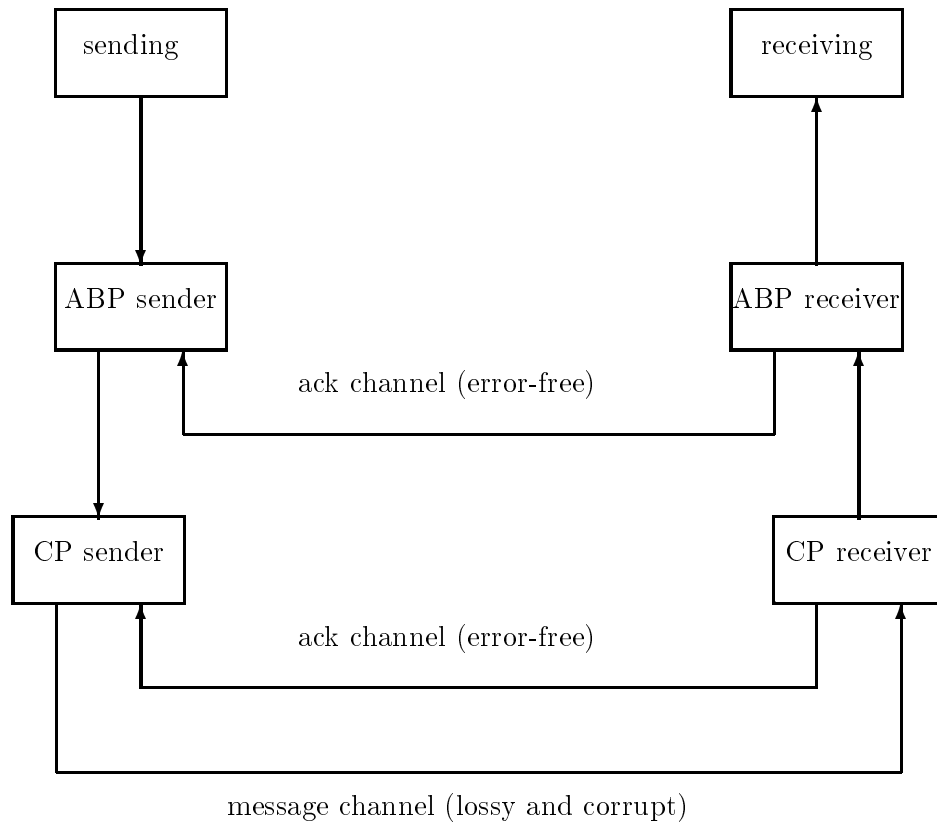 sending
receiving
ABP sender
ABP receiver
ack channel (error-free)
CP sender
CP receiver
ack channel (error-free)
message channel (lossy and corrupt)